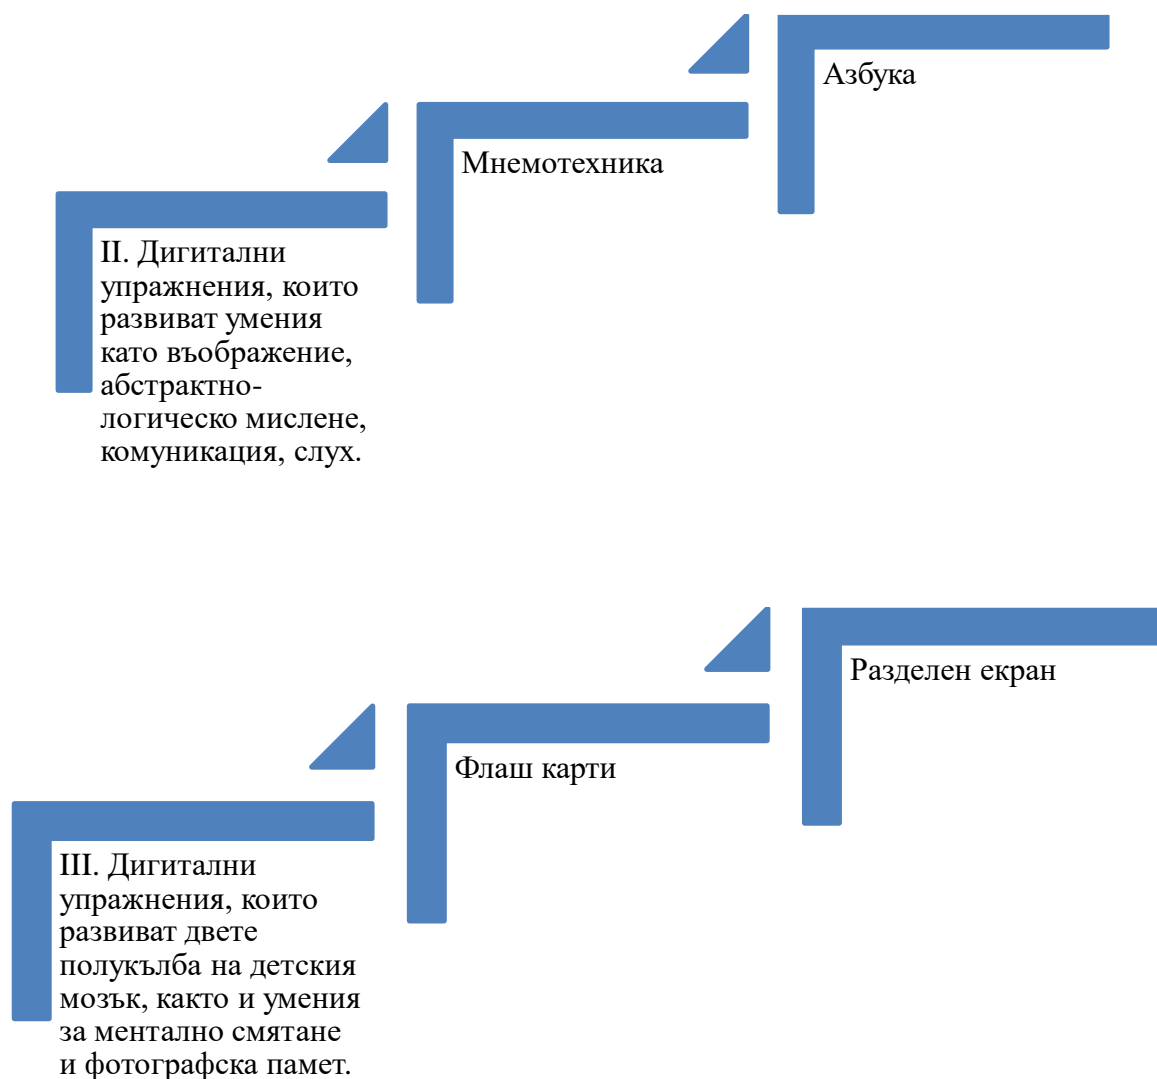 II. Дигитални
упражнения, които
развиват умения
като въображение,
абстрактно-
логическо мислене,
комуникация, слух.
Мнемотехника
Азбука
III. Дигитални
упражнения, които
развиват двете
полукълба на детския
мозък, както и умения
за ментално смятане
и фотографска памет.
Флаш карти
Разделен екран